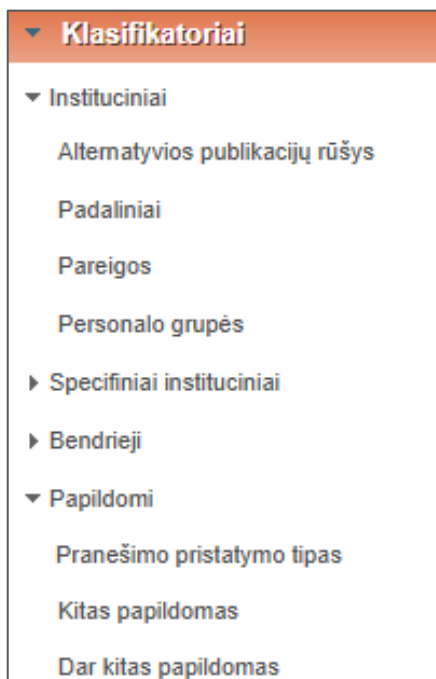 Klasifikatoriai
Instituciniai
Alternatyvios publikacijų rūšys
Padaliniai
Pareigos
Personalo grupės
Specifiniai instituciniai
Bendrieji
Papildomi
Pranešimo pristatymo tipas
Kitas papildomas
Dar kitas papildomas